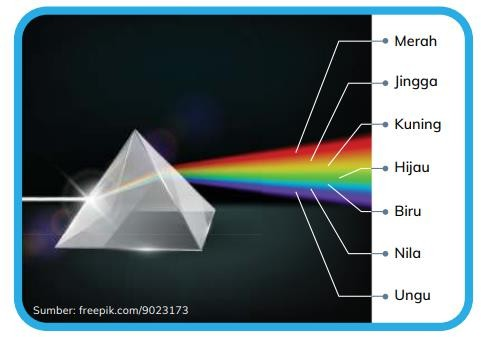 Merah
Jingga
Kuning
Hijau
Biru
Nila
Ungu
Sumber: freepik.com/9023173